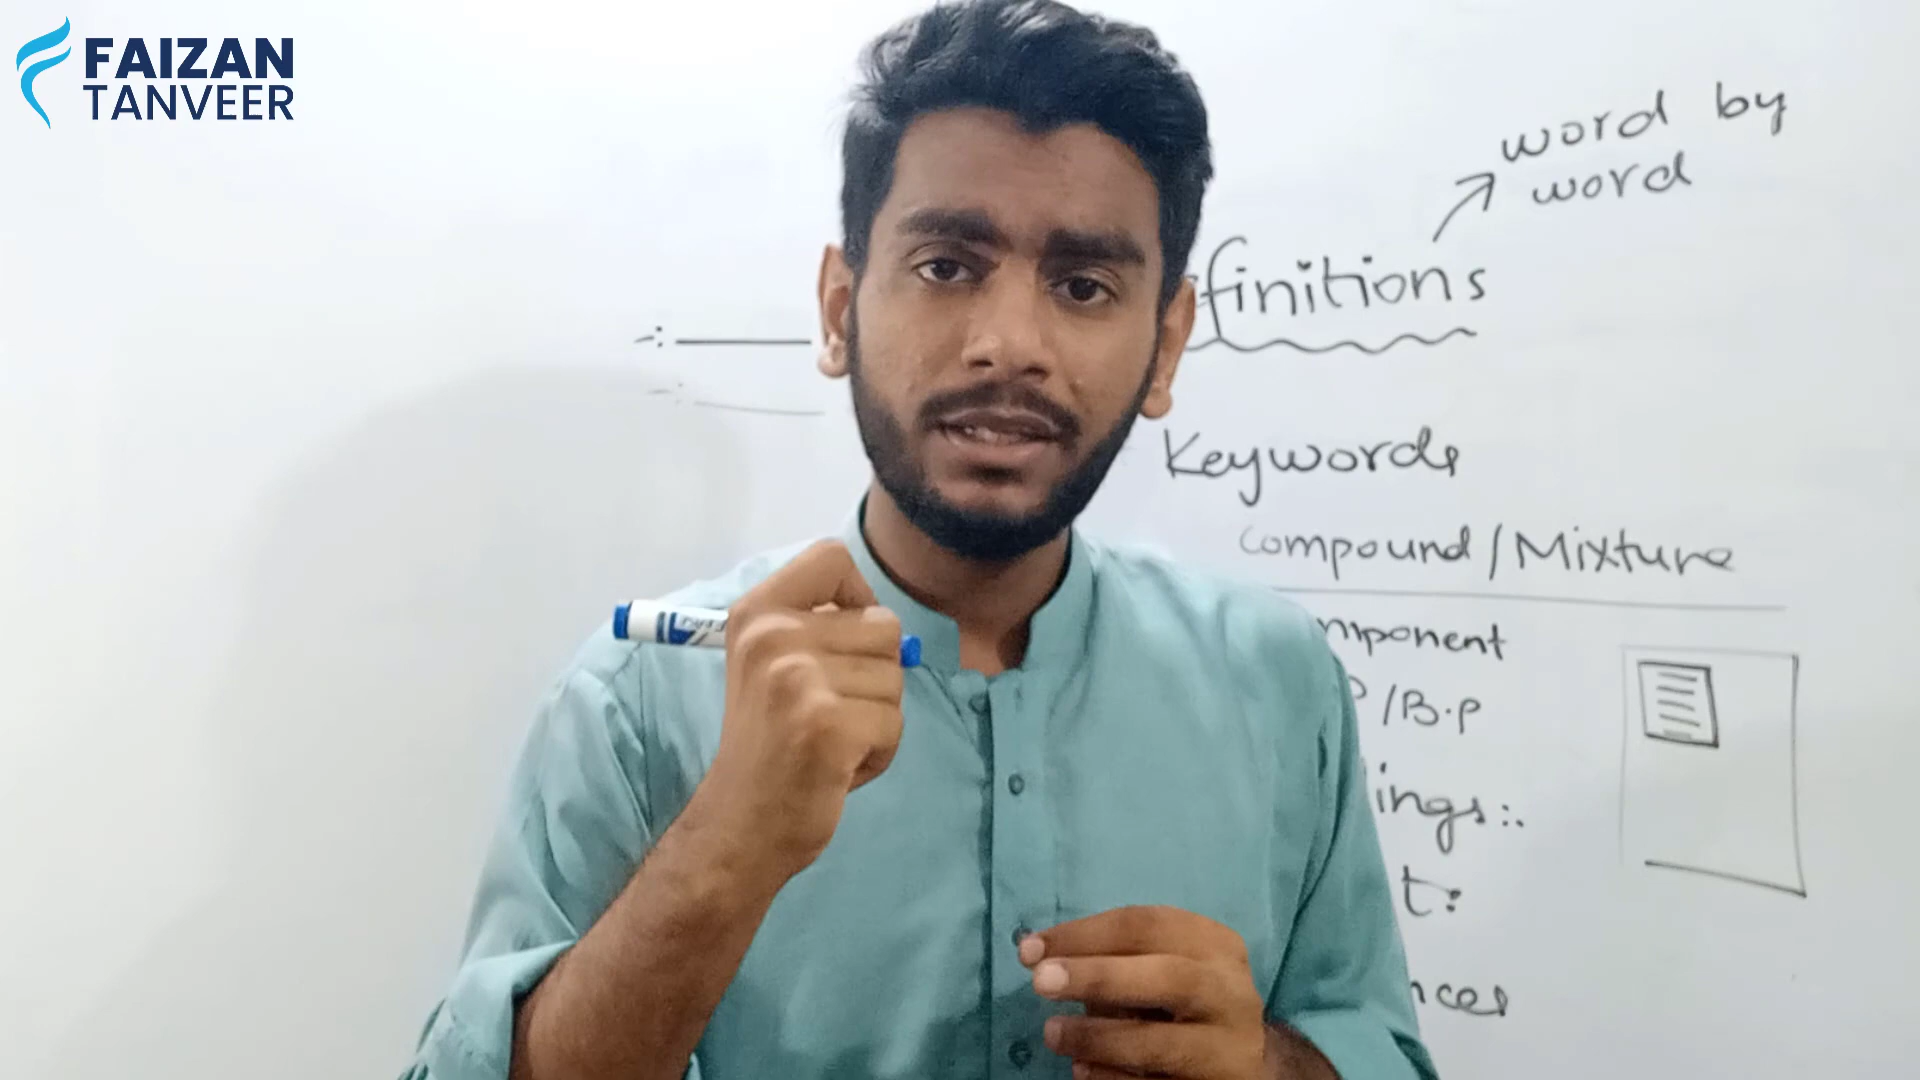 FAIZAN
TANVEER
word by
word
finitions
Keywords
Compound/Mixture
mponent
/B.p
ings:.
t:
nces